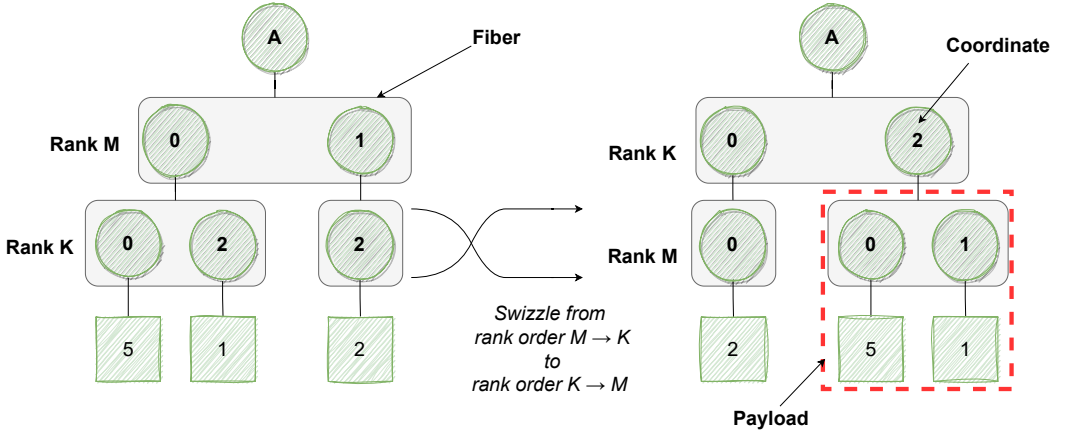 A
Fiber
Rank M
0
1
Rank K
0
2
2
5
1
2
Swizzle from
rank order M → K
to
rank order K → M
A
Coordinate
Rank K
0
2
Rank M
0
0
1
2
5
1
Payload